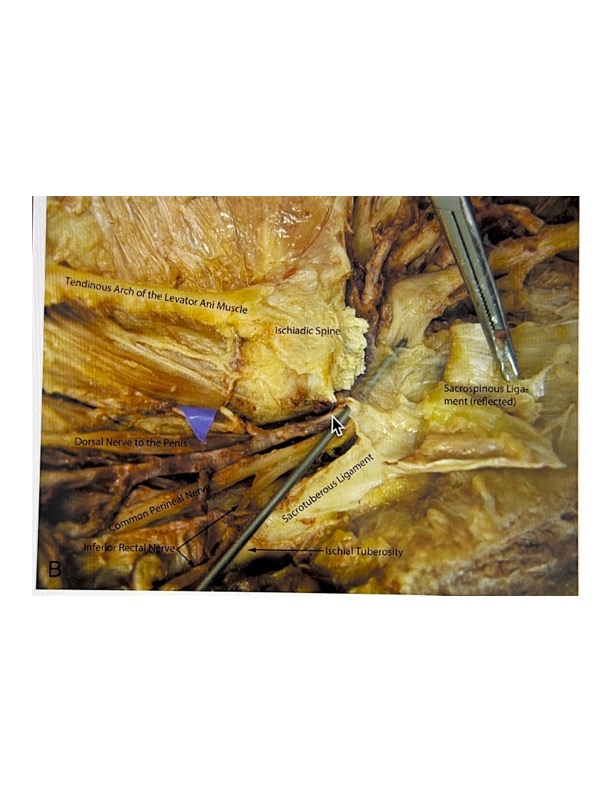 Tendinous Arch of the Levator Ani Muscle
Ischiadic Spine
Sacrospinous Liga-
ment (reflected)
Dorsal Nerve to the Penis
Sacrotuberous Ligament
Common Perineal Nerve
Inferior Rectal Nerve
Ischial Tuberosity
B